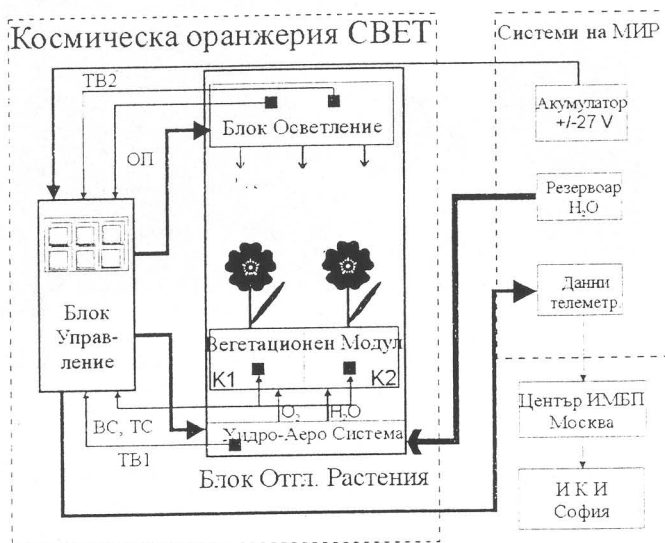 Космическа оранжерия СВЕТ
Системи на МИР
ТВ2
Акумулатор
+/-27 V
Блок Осветление
ОП
Резервоар
H₂O
Данни
телеметр.
Блок
Управ-
ление
Вегетационен Модул
К1
К2
ВС, ТС
O₂
H₂O
Хидро-Аеро Система
ТВ1
Център ИМБП
Москва
Блок Отгл. Растения
И К И
София